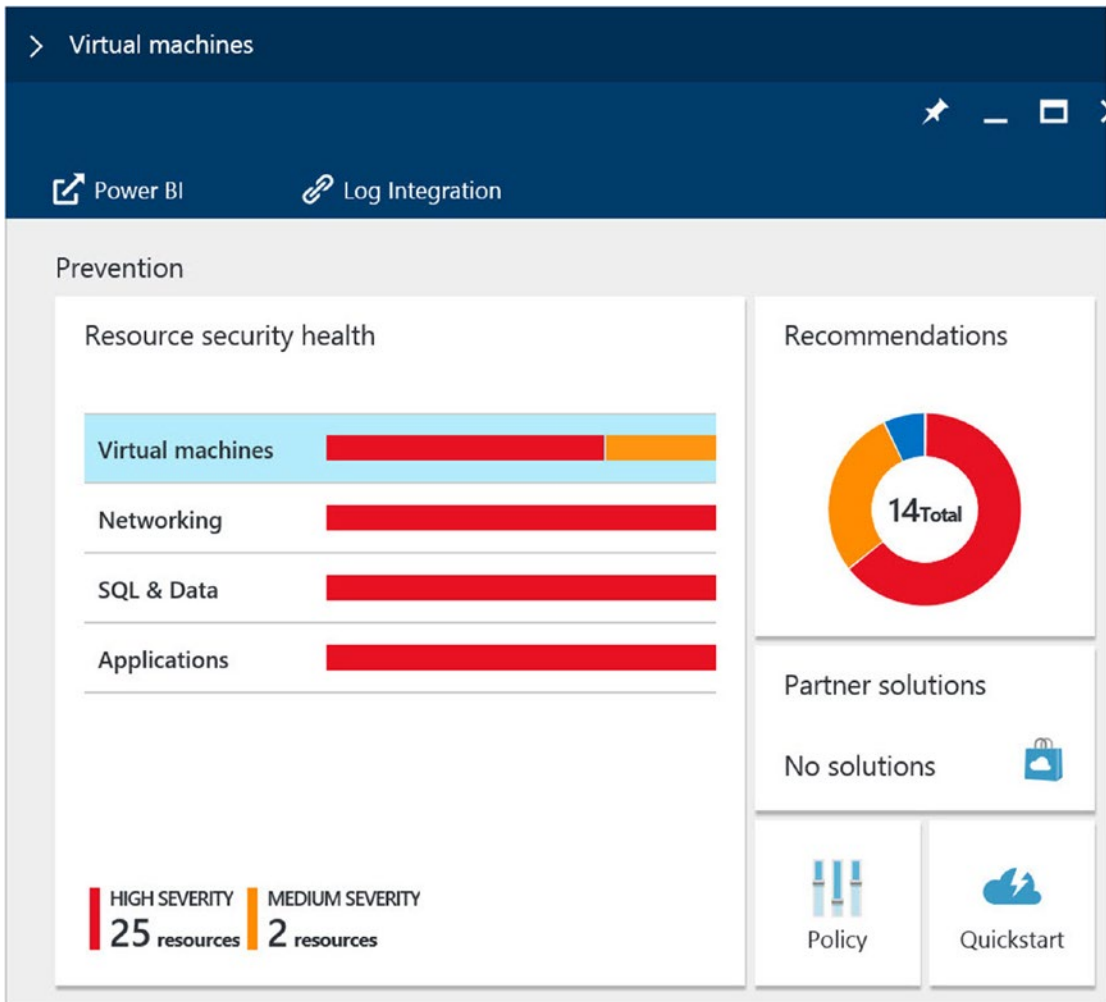 Virtual machines
Power BI
Log Integration
Prevention
Resource security health
Virtual machines
Networking
SQL & Data
Applications
HIGH SEVERITY
25 resources
MEDIUM SEVERITY
2 resources
Recommendations
14Total
Partner solutions
No solutions
Policy
Quickstart